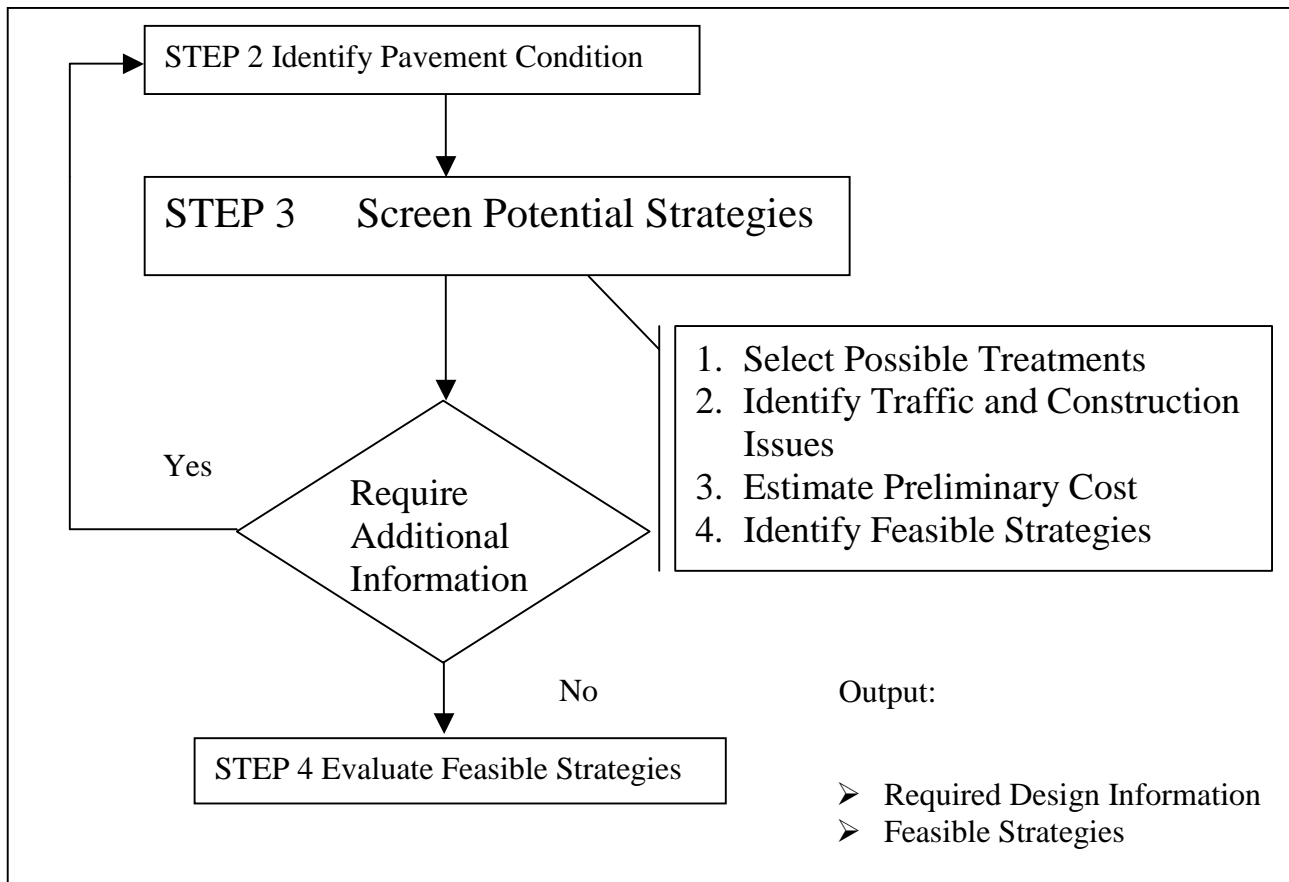 STEP 2 Identify Pavement Condition
STEP 3 Screen Potential Strategies
1. Select Possible Treatments
2. Identify Traffic and Construction
Issues
3. Estimate Preliminary Cost
4. Identify Feasible Strategies
Yes
Require
Additional
Information
No
STEP 4 Evaluate Feasible Strategies
Output:
➢ Required Design Information
➢ Feasible Strategies